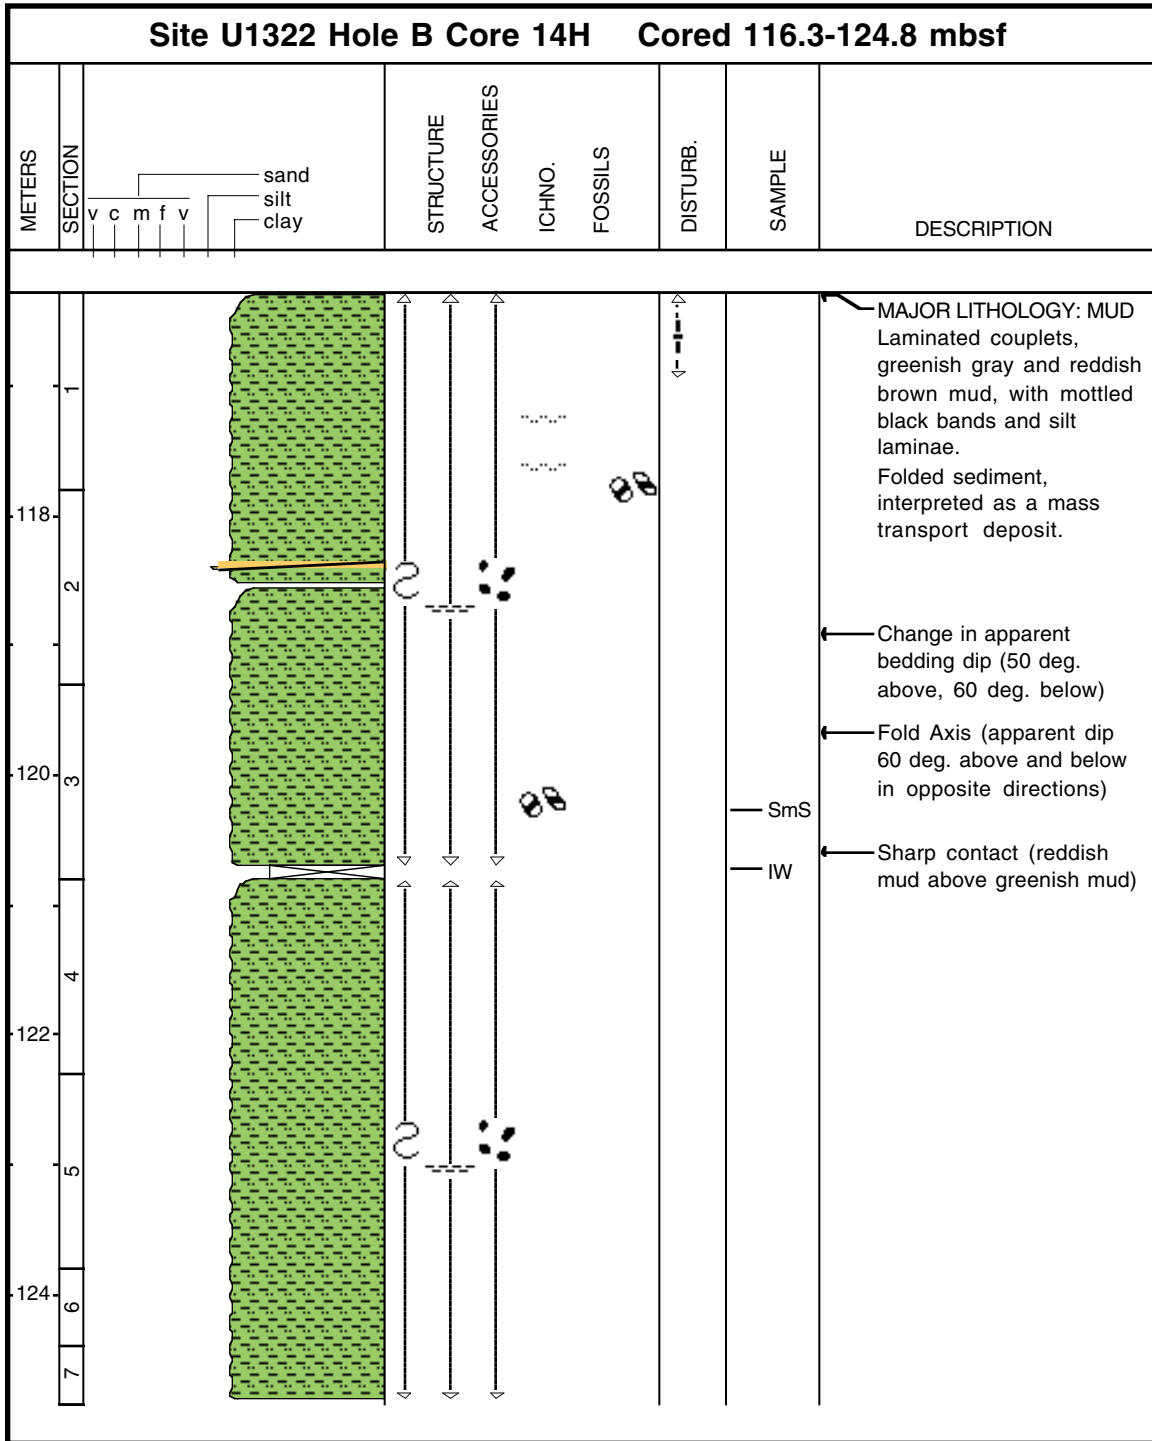 Site U1322 Hole B Core 14H Cored 116.3-124.8 mbsf
METERS
SECTION
v c m f v
sand
silt
clay
STRUCTURE
ACCESSORIES
ICHNO.
FOSSILS
DISTURB.
SAMPLE
DESCRIPTION
1
118
2
120
3
4
122
5
124
6
7
SmS
IW
MAJOR LITHOLOGY: MUD
Laminated couplets,
greenish gray and reddish
brown mud, with mottled
black bands and silt
laminae.
Folded sediment,
interpreted as a mass
transport deposit.
Change in apparent
bedding dip (50 deg.
above, 60 deg. below)
Fold Axis (apparent dip
60 deg. above and below
in opposite directions)
Sharp contact (reddish
mud above greenish mud)